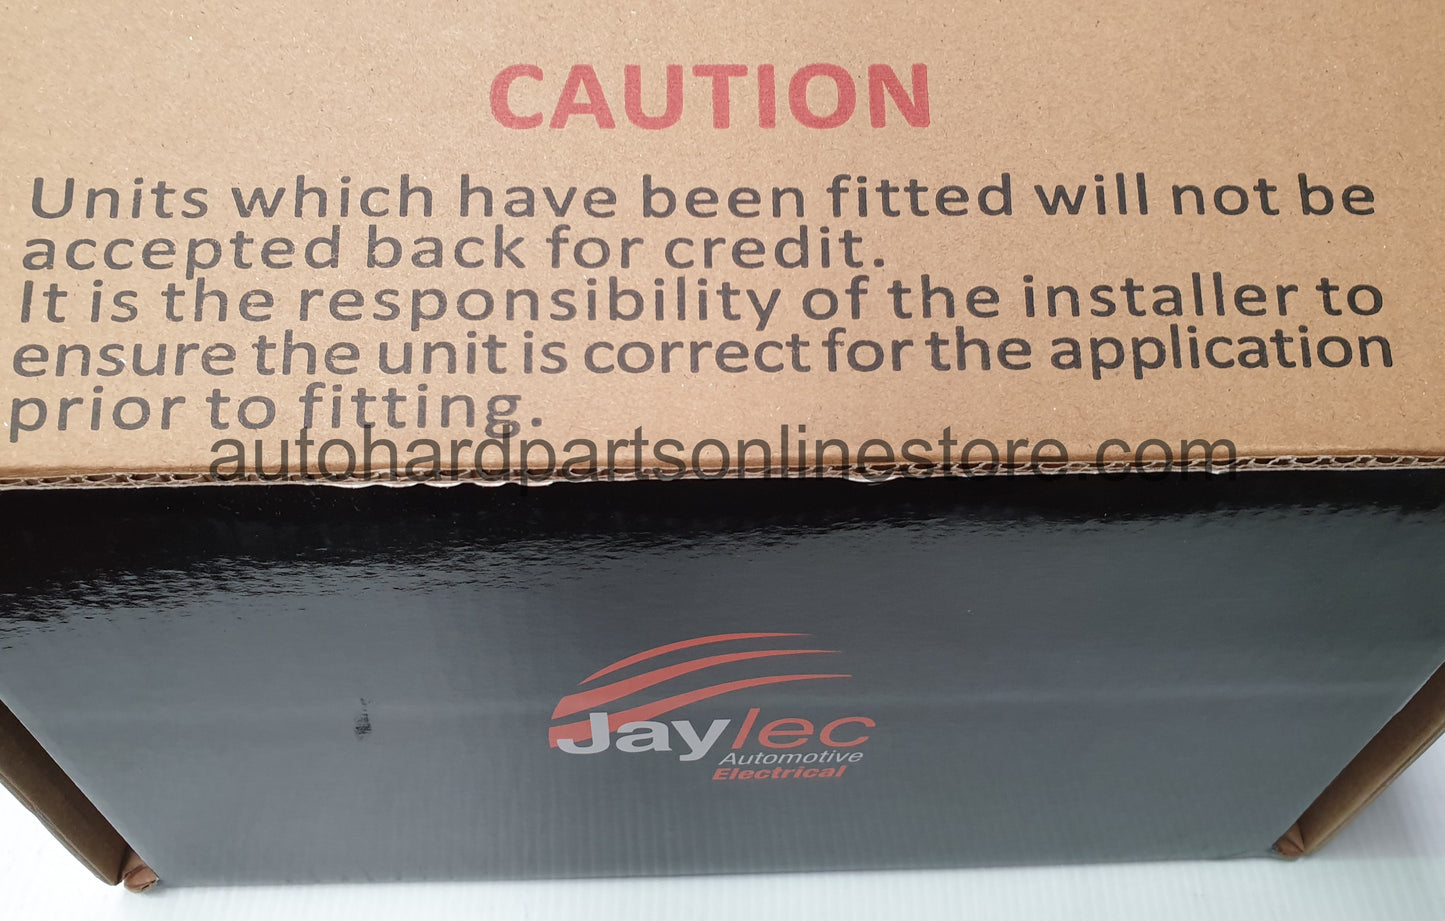 CAUTION
Units which have been fitted will not be
accepted back for credit.
It is the responsibility of the installer to
ensure the unit is correct for the application
prior to fitting.
autohardpartsonlinestore.com
Jaylec
Automotive
Electrical